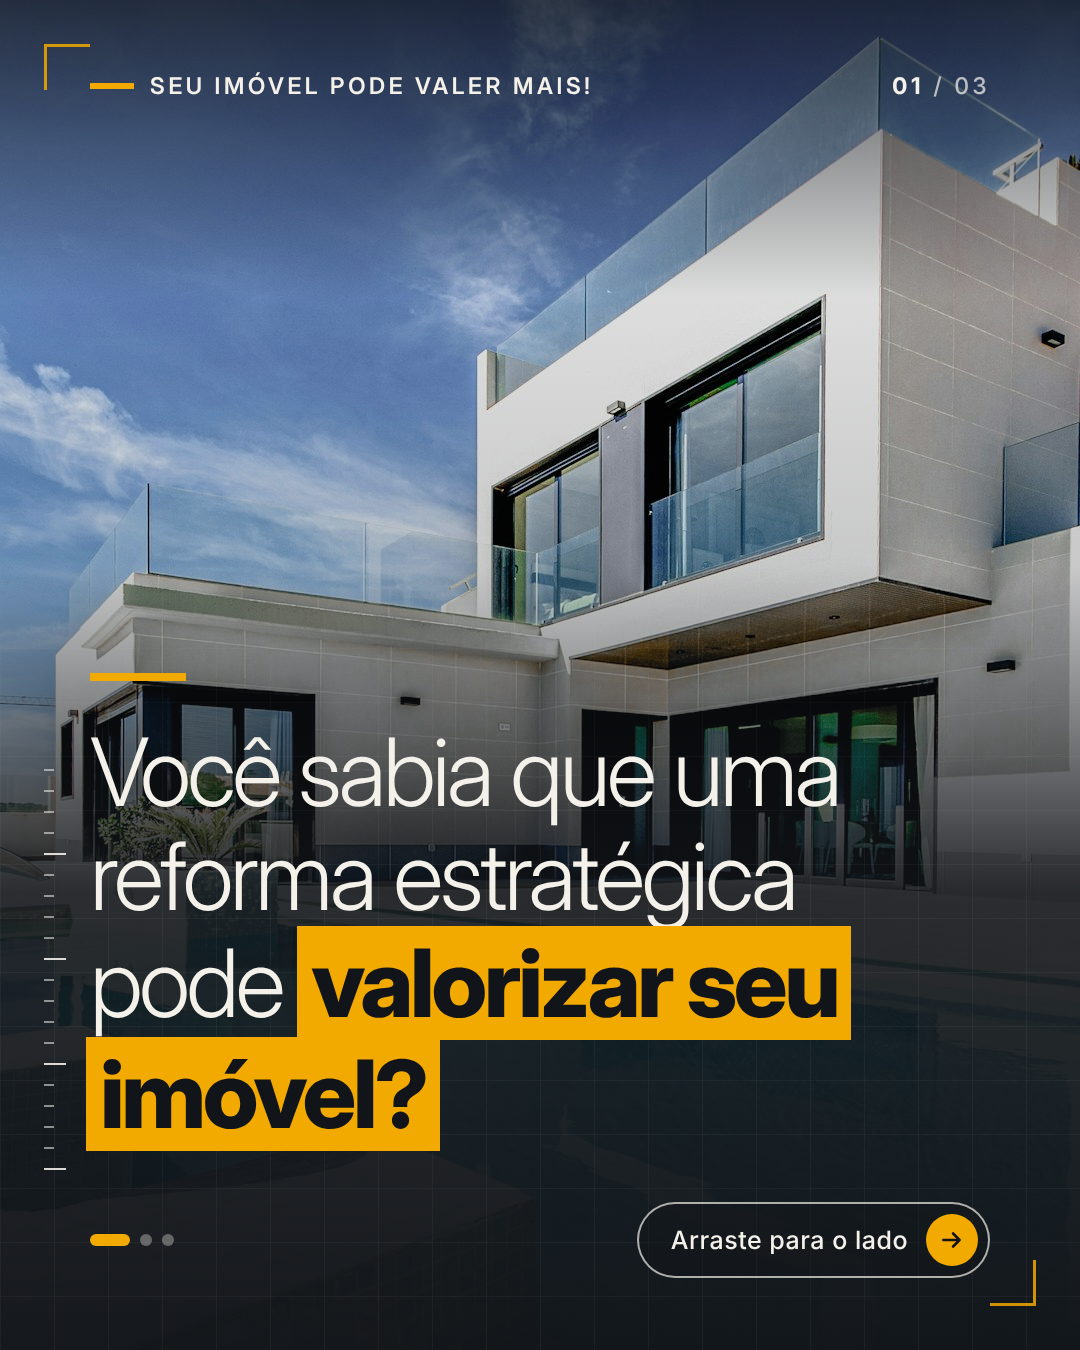 SEU IMÓVEL PODE VALER MAIS!
01 / 03
Você sabia que uma
reforma estratégica
pode valorizar seu
imóvel?
Arraste para o lado